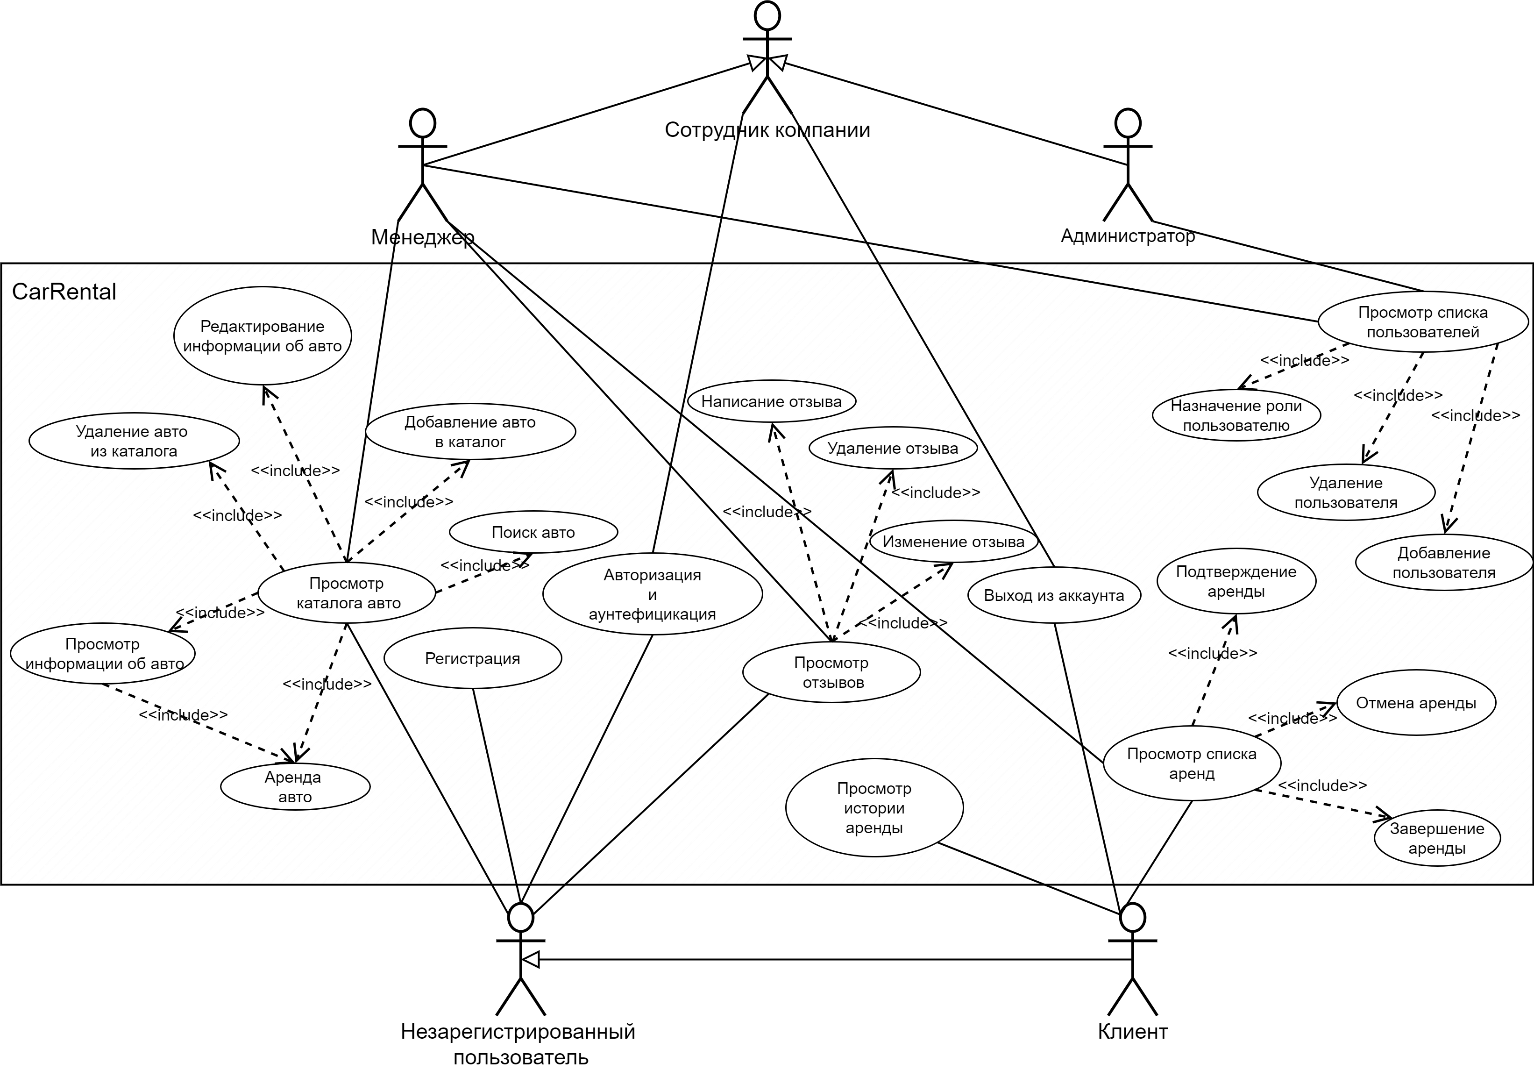 Сотрудник компании
Менеджер
Администратор
CarRental
Редактирование
информации об авто
Просмотр списка
пользователей
<<include>>
Назначение роли
пользователю
<<include>>
<<include>>
Удаление авто
из каталога
Добавление авто
в каталог
Написание отзыва
Удаление отзыва
<<include>>
<<include>>
<<include>>
<<include>>
<<include>>
Удаление
пользователя
Поиск авто
Изменение отзыва
<<include>>
Добавление
пользователя
Просмотр
каталога авто
Авторизация
и
аунтефицикация
Выход из аккаунта
Подтверждение
аренды
<<include>>
<<include>>
Просмотр
информации об авто
Регистрация
Просмотр
отзывов
<<include>>
<<include>>
<<include>>
Отмена аренды
<<include>>
Просмотр списка
аренд
Аренда
авто
Просмотр
истории
аренды
<<include>>
Завершение
аренды
Незарегистрированный
пользователь
Клиент